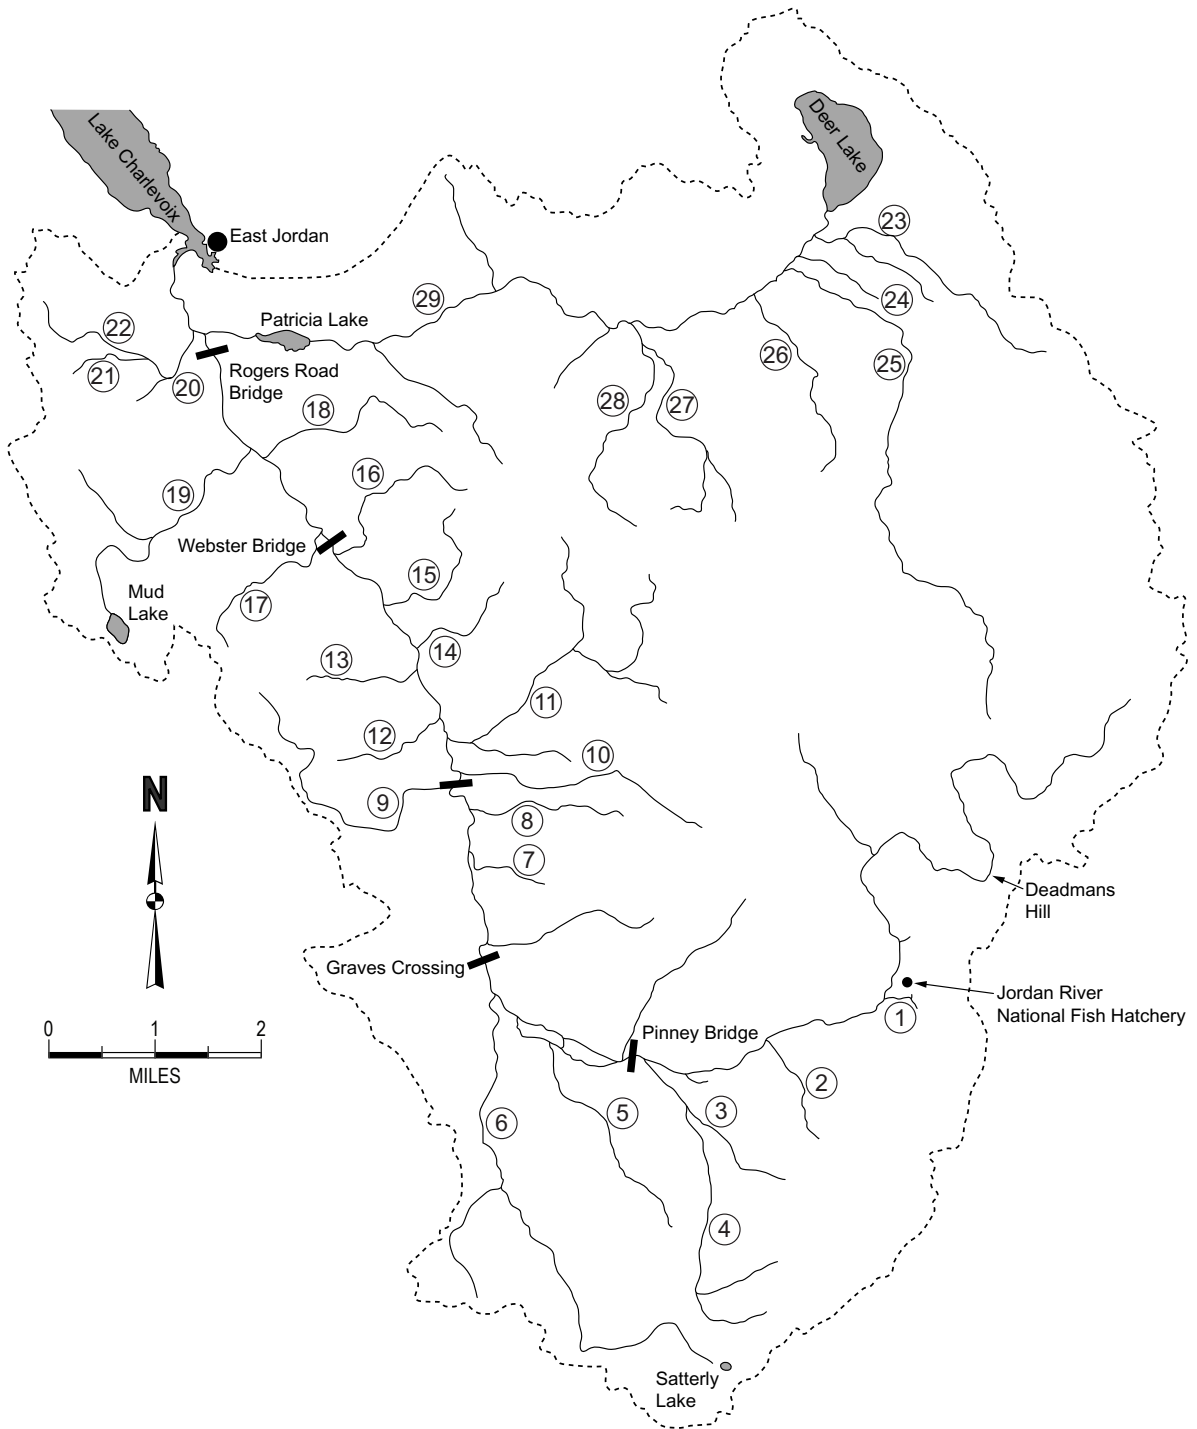 Deer Lake
Lake Charlevoix
23
East Jordan
24
29
Patricia Lake
22
26
25
21
20
Rogers Road
Bridge
28
27
18
16
19
Webster Bridge
15
Mud
Lake
17
14
13
11
12
10
N
9
8
7
Deadmans
Hill
Graves Crossing
Jordan River
National Fish Hatchery
1
0 1 2
MILES
Pinney Bridge
2
3
5
6
4
Satterly
Lake